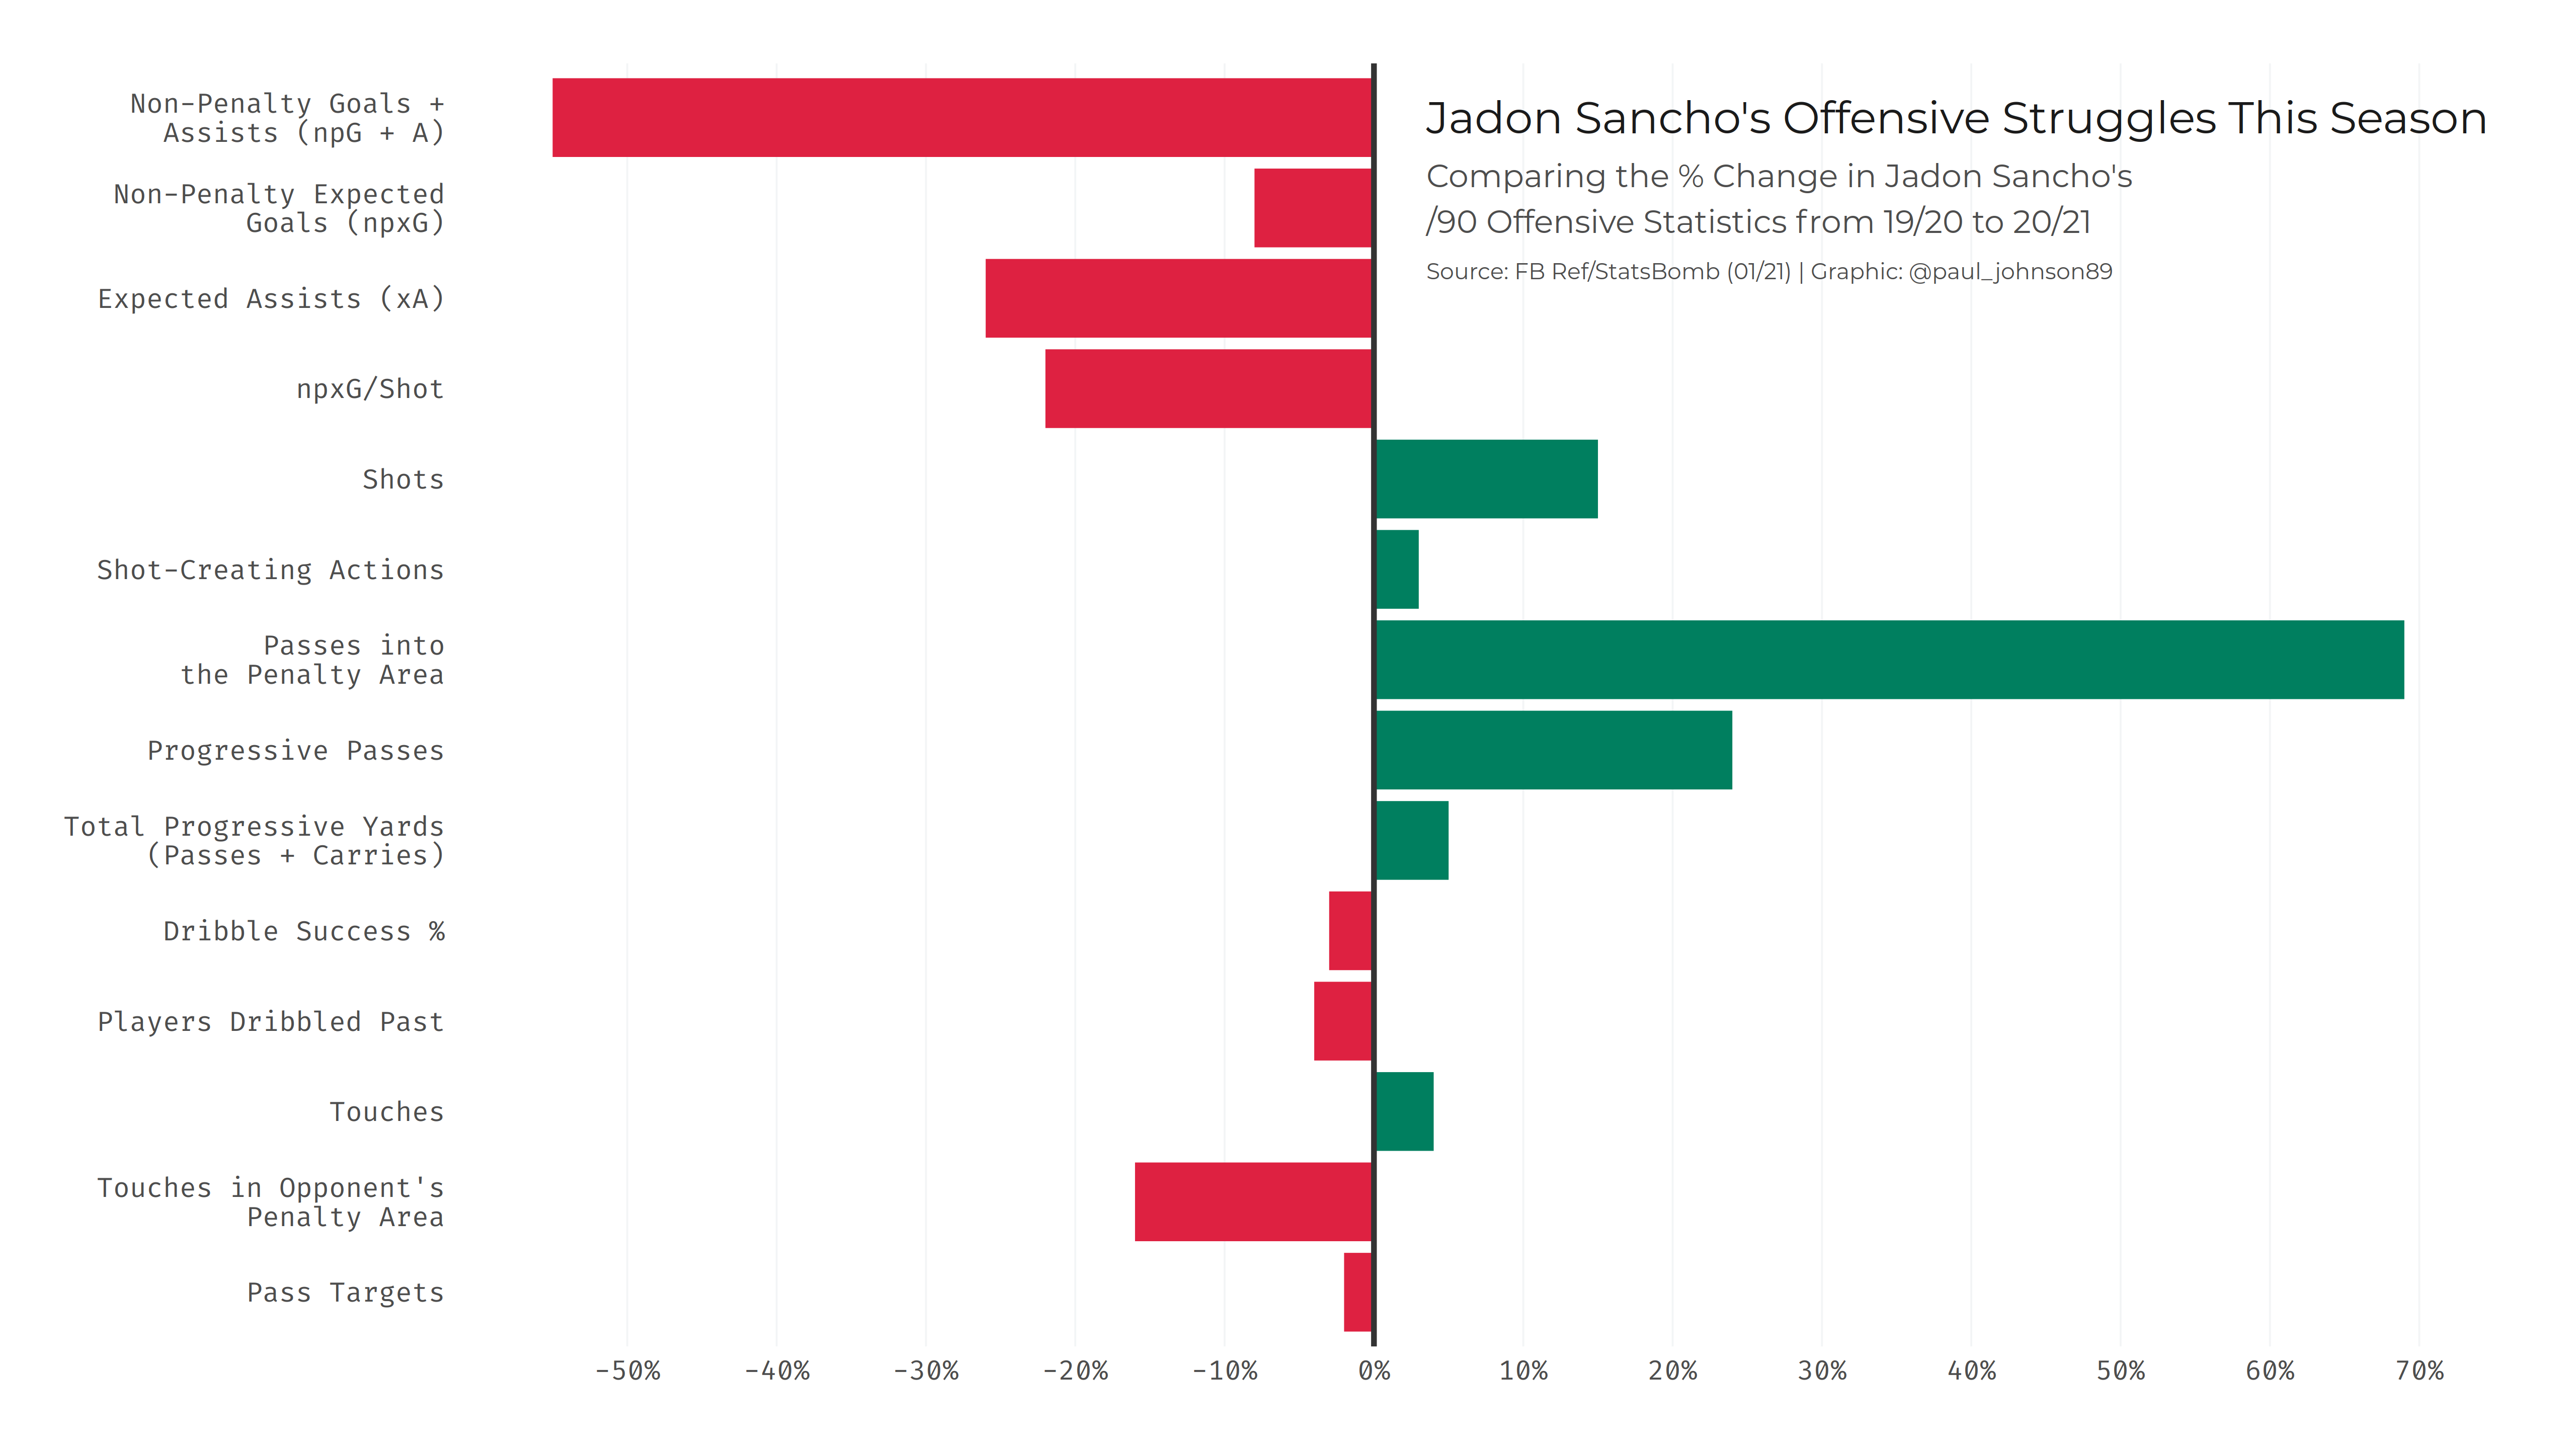 Jadon Sancho's Offensive Struggles This Season
Comparing the % Change in Jadon Sancho's
/90 Offensive Statistics from 19/20 to 20/21
Source: FB Ref/StatsBomb (01/21) | Graphic: @paul_johnson89
Non-Penalty Goals +
Assists (npG + A)
Non-Penalty Expected
Goals (npxG)
Expected Assists (xA)
npxG/Shot
Shots
Shot-Creating Actions
Passes into
the Penalty Area
Progressive Passes
Total Progressive Yards
(Passes + Carries)
Dribble Success %
Players Dribbled Past
Touches
Touches in Opponent's
Penalty Area
Pass Targets
-50% -40% -30% -20% -10% 0% 10% 20% 30% 40% 50% 60% 70%